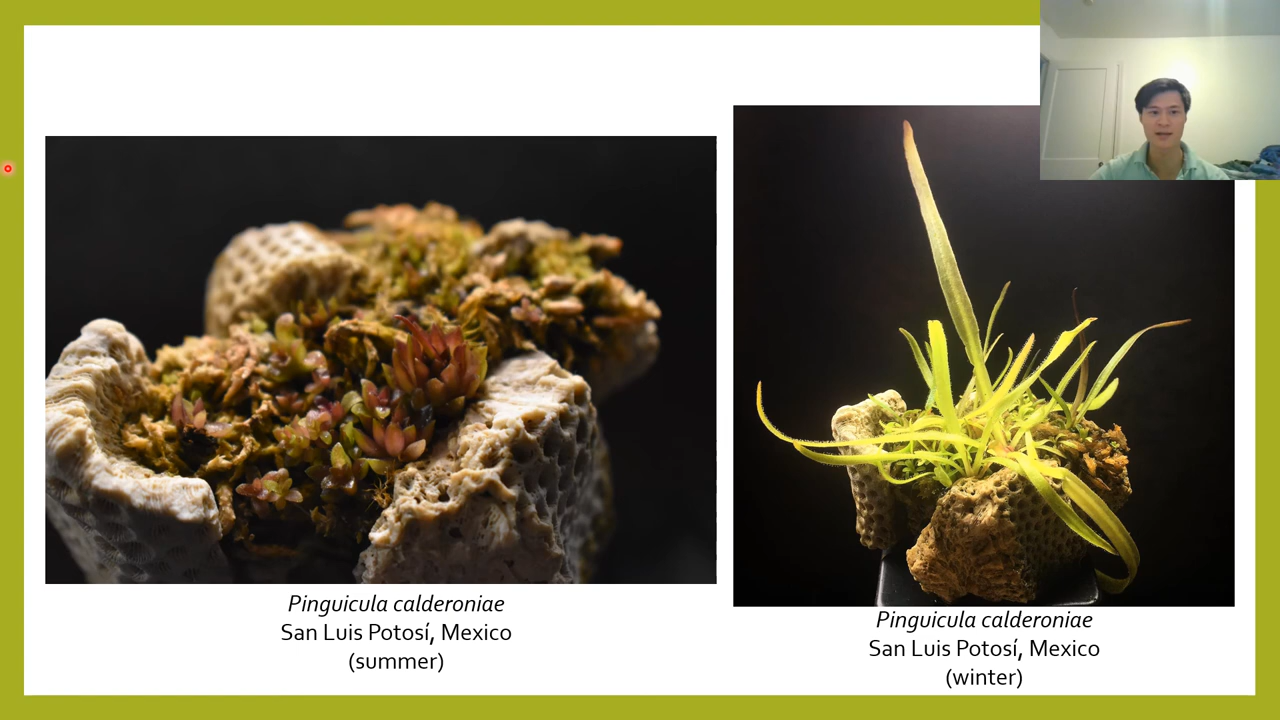 Pinguicula calderoniae
San Luis Potosí, Mexico
(summer)
Pinguicula calderoniae
San Luis Potosí, Mexico
(winter)